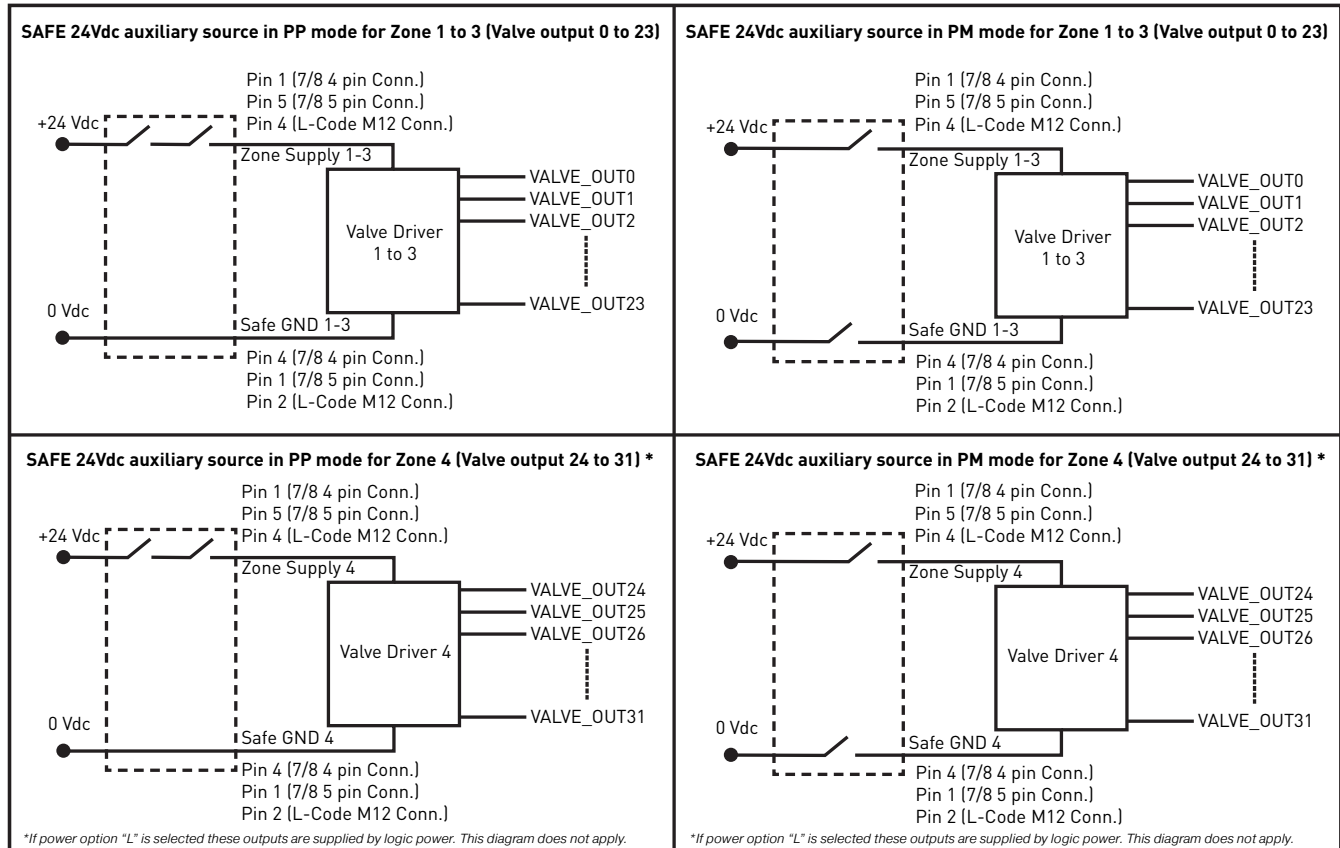 SAFE 24Vdc auxiliary source in PP mode for Zone 1 to 3 (Valve output 0 to 23)
Pin 1 (7/8 4 pin Conn.)
Pin 5 (7/8 5 pin Conn.)
Pin 4 (L-Code M12 Conn.)
+24 Vdc
Zone Supply 1-3
VALVE_OUT0
VALVE_OUT1
VALVE_OUT2
Valve Driver
1 to 3
VALVE_OUT23
0 Vdc
Safe GND 1-3
Pin 4 (7/8 4 pin Conn.)
Pin 1 (7/8 5 pin Conn.)
Pin 2 (L-Code M12 Conn.)
SAFE 24Vdc auxiliary source in PM mode for Zone 1 to 3 (Valve output 0 to 23)
Pin 1 (7/8 4 pin Conn.)
Pin 5 (7/8 5 pin Conn.)
Pin 4 (L-Code M12 Conn.)
+24 Vdc
Zone Supply 1-3
VALVE_OUT0
VALVE_OUT1
VALVE_OUT2
Valve Driver
1 to 3
VALVE_OUT23
0 Vdc
Safe GND 1-3
Pin 4 (7/8 4 pin Conn.)
Pin 1 (7/8 5 pin Conn.)
Pin 2 (L-Code M12 Conn.)
SAFE 24Vdc auxiliary source in PP mode for Zone 4 (Valve output 24 to 31) *
Pin 1 (7/8 4 pin Conn.)
Pin 5 (7/8 5 pin Conn.)
Pin 4 (L-Code M12 Conn.)
+24 Vdc
Zone Supply 4
VALVE_OUT24
VALVE_OUT25
VALVE_OUT26
Valve Driver 4
VALVE_OUT31
0 Vdc
Safe GND 4
Pin 4 (7/8 4 pin Conn.)
Pin 1 (7/8 5 pin Conn.)
Pin 2 (L-Code M12 Conn.)
*If power option “L” is selected these outputs are supplied by logic power. This diagram does not apply.
SAFE 24Vdc auxiliary source in PM mode for Zone 4 (Valve output 24 to 31) *
Pin 1 (7/8 4 pin Conn.)
Pin 5 (7/8 5 pin Conn.)
Pin 4 (L-Code M12 Conn.)
+24 Vdc
Zone Supply 4
VALVE_OUT24
VALVE_OUT25
VALVE_OUT26
Valve Driver 4
VALVE_OUT31
0 Vdc
Safe GND 4
Pin 4 (7/8 4 pin Conn.)
Pin 1 (7/8 5 pin Conn.)
Pin 2 (L-Code M12 Conn.)
*If power option “L” is selected these outputs are supplied by logic power. This diagram does not apply.